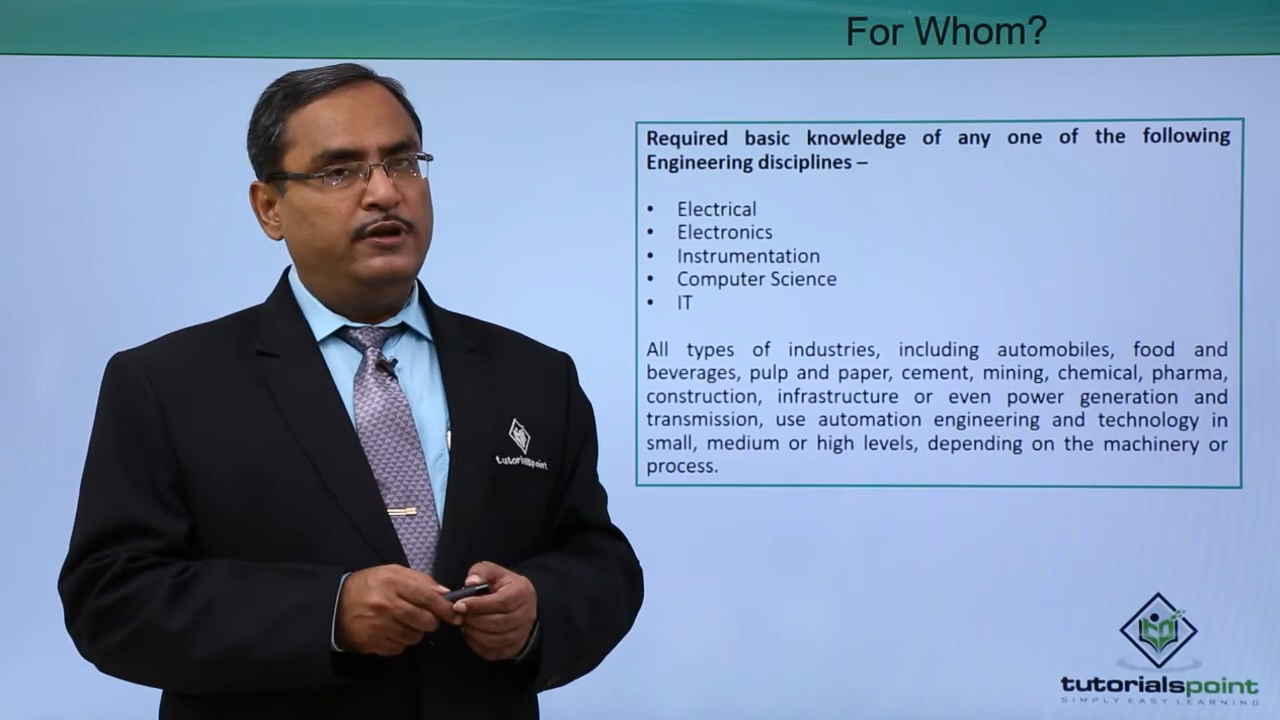 For Whom?
Required basic knowledge of any one of the following
Engineering disciplines –
• Electrical
• Electronics
• Instrumentation
• Computer Science
• IT
All types of industries, including automobiles, food and
beverages, pulp and paper, cement, mining, chemical, pharma,
construction, infrastructure or even power generation and
transmission, use automation engineering and technology in
small, medium or high levels, depending on the machinery or
process.
tutorialspoint
tutorialspoint
SIMPLY EASY LEARNING